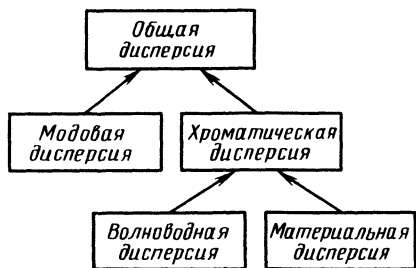 Общая
дисперсия
Модовая
дисперсия
Хроматическая
дисперсия
Волноводная
дисперсия
Материальная
дисперсия